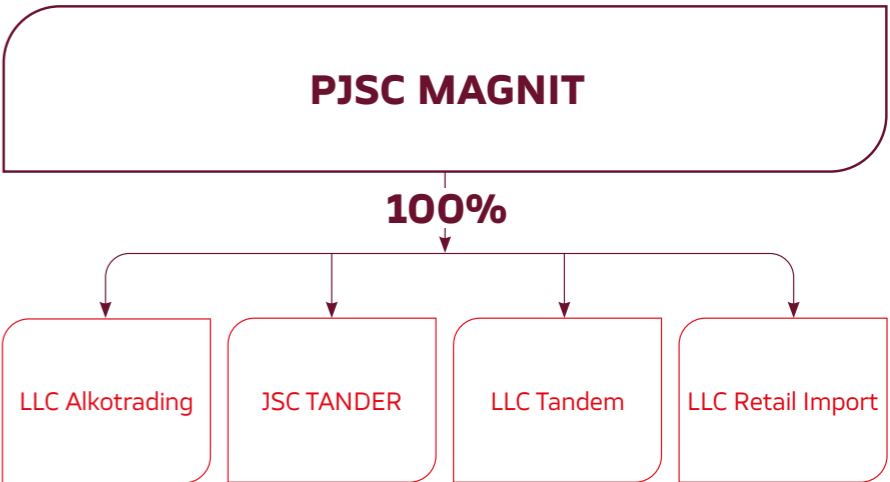 PJSC MAGNIT
100%
LLC Alkotrading
JSC TANDER
LLC Tandem
LLC Retail Import